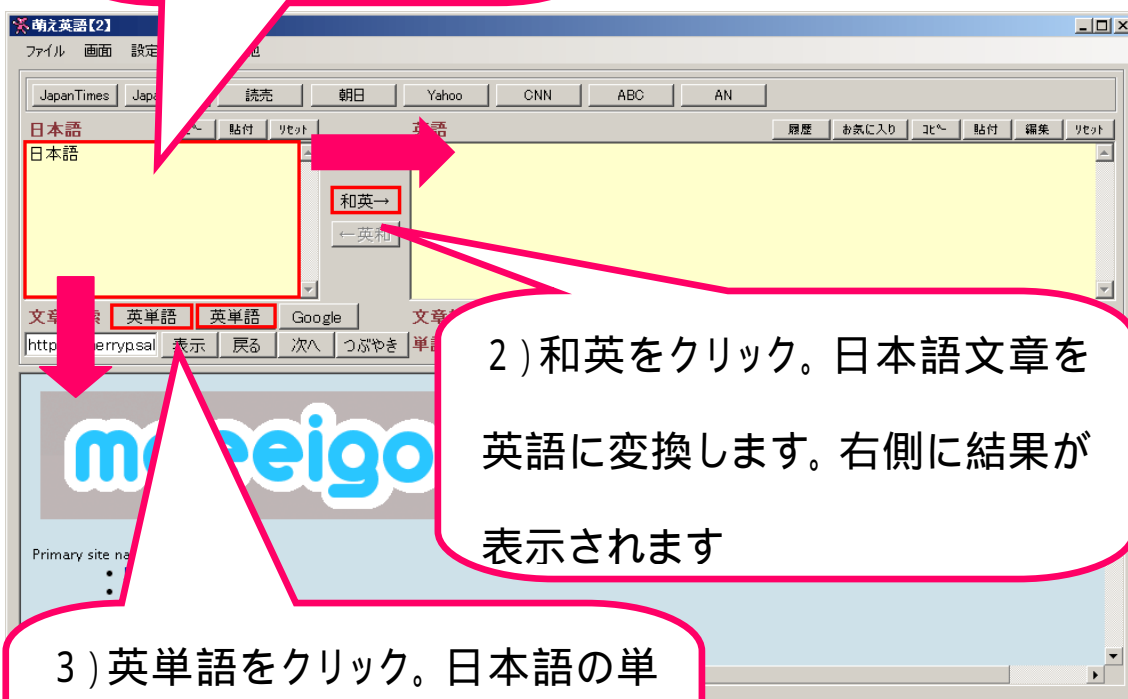 萌え英語【2】
ファイル 画面 設定
JapanTimes 読売 朝日 Yahoo CNN ABC AN
日本語 貼付 ﾘｾｯﾄ 英語 履歴 お気に入り ｺﾋﾟｰ 貼付 編集 ﾘｾｯﾄ
日本語
和英→
←英和
英単語 英単語 Google
表示 戻る 次へ つぶやき
2)和英をクリック。日本語文章を
英語に変換します。右側に結果が
表示されます
Primary site
3)英単語をクリック。日本語の単